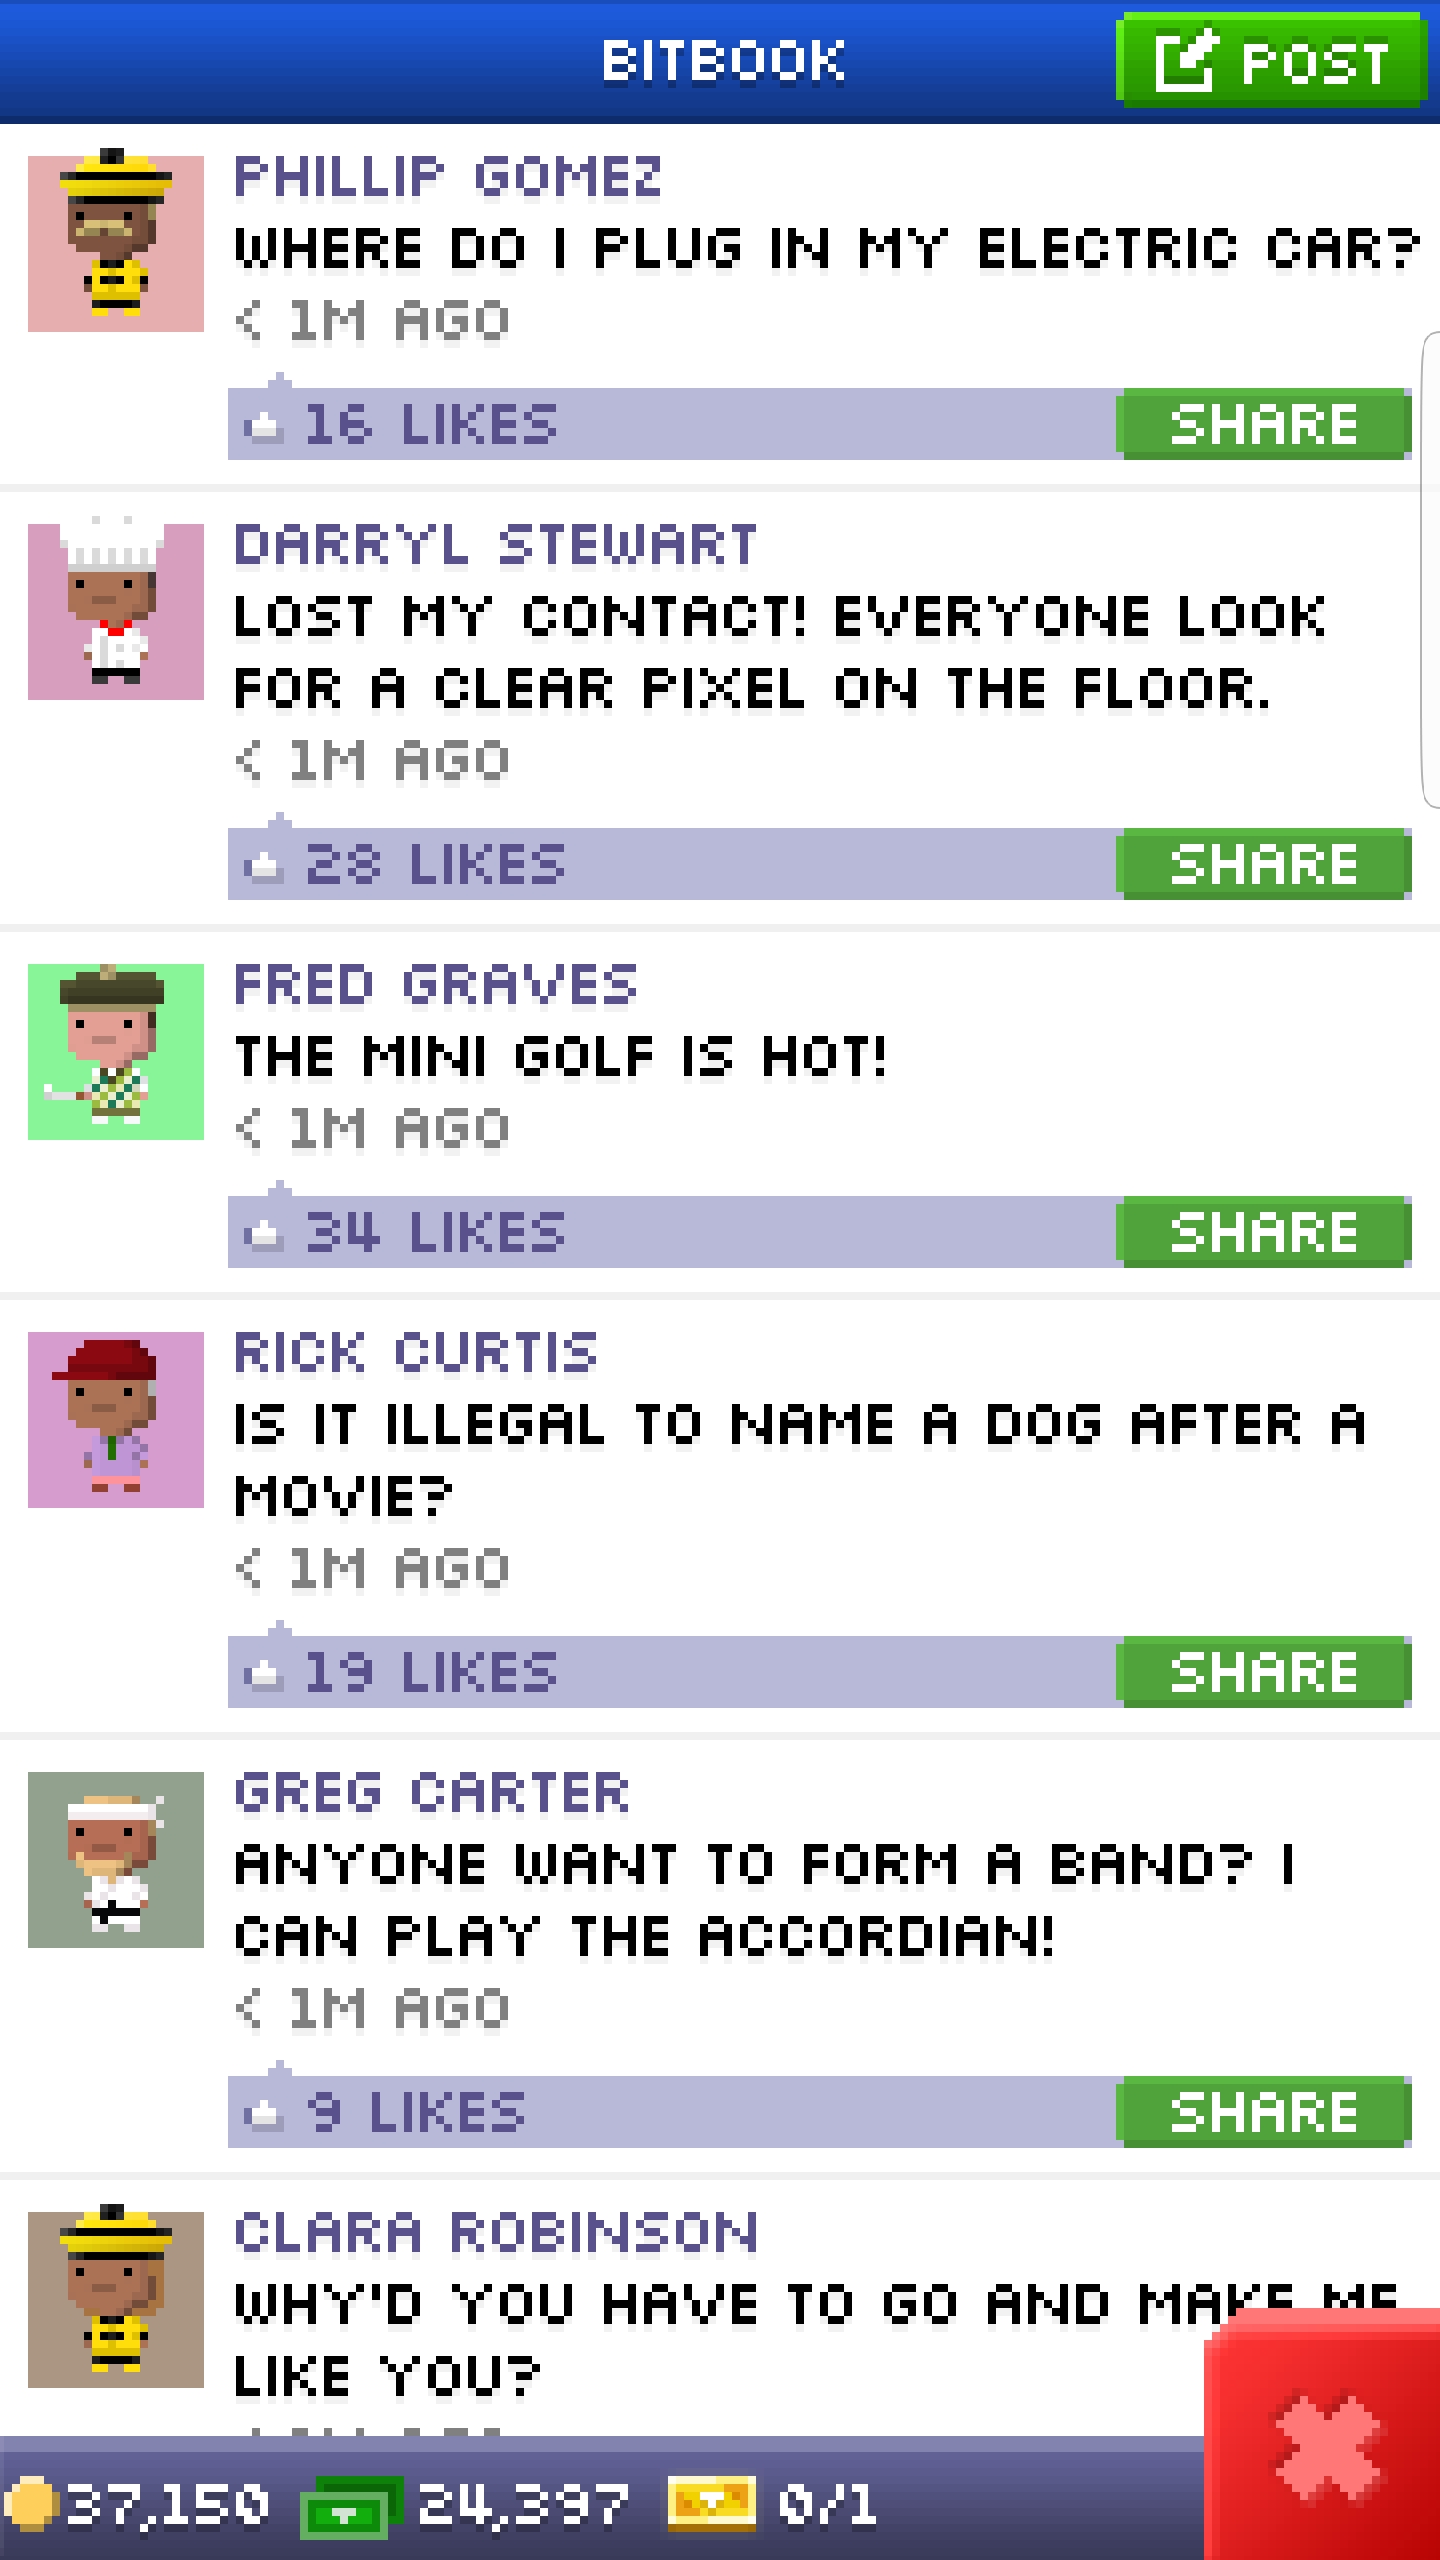 BITBOOK
POST
PHILLIP GOMEZ
WHERE DO I PLUG IN MY ELECTRIC CAR?
< 1M AGO
16 LIKES
SHARE
DARRYL STEWART
LOST MY CONTACT! EVERYONE LOOK
FOR A CLEAR PIXEL ON THE FLOOR.
< 1M AGO
28 LIKES
SHARE
FRED GRAVES
THE MINI GOLF IS HOT!
< 1M AGO
34 LIKES
SHARE
RICK CURTIS
IS IT ILLEGAL TO NAME A DOG AFTER A
MOVIE?
< 1M AGO
19 LIKES
SHARE
GREG CARTER
ANYONE WANT TO FORM A BAND? I
CAN PLAY THE ACCORDIAN!
< 1M AGO
9 LIKES
SHARE
CLARA ROBINSON
WHY'D YOU HAVE TO GO AND MAKE ME
LIKE YOU?
37,150
24,397
0/1